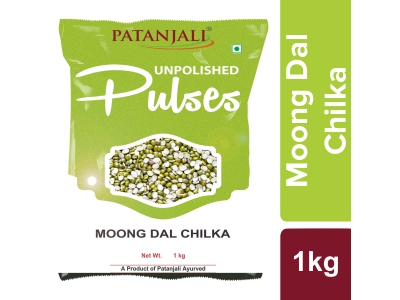 PATANJALI®
UNPOLISHED
Pulses
MOONG DAL CHILKA
Net Wt. 1 kg
A Product of Patanjali Ayurved
Moong Dal
Chilka
1kg